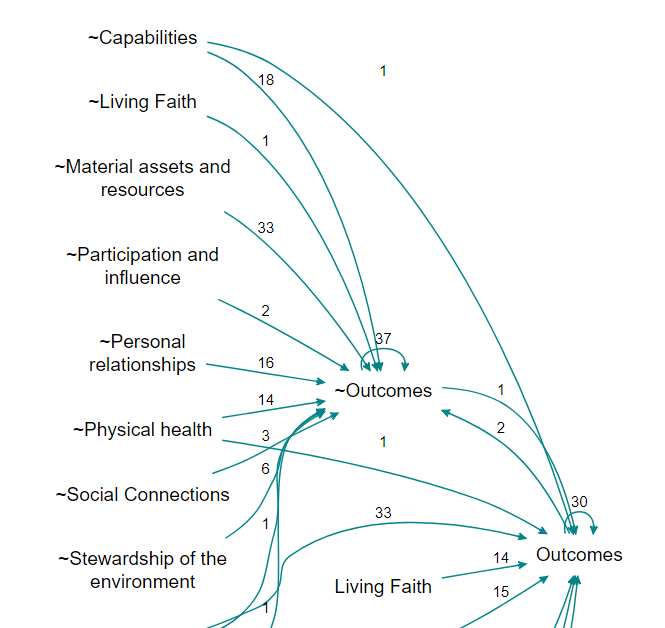 ~Capabilities
1
18
~Living Faith
1
~Material assets and
resources
33
~Participation and
influence
2
~Personal
relationships
37
16
~Outcomes
1
14
~Physical health
2
3
1
6
~Social Connections
30
33
1
~Stewardship of the
environment
Outcomes
14
Living Faith
15
1